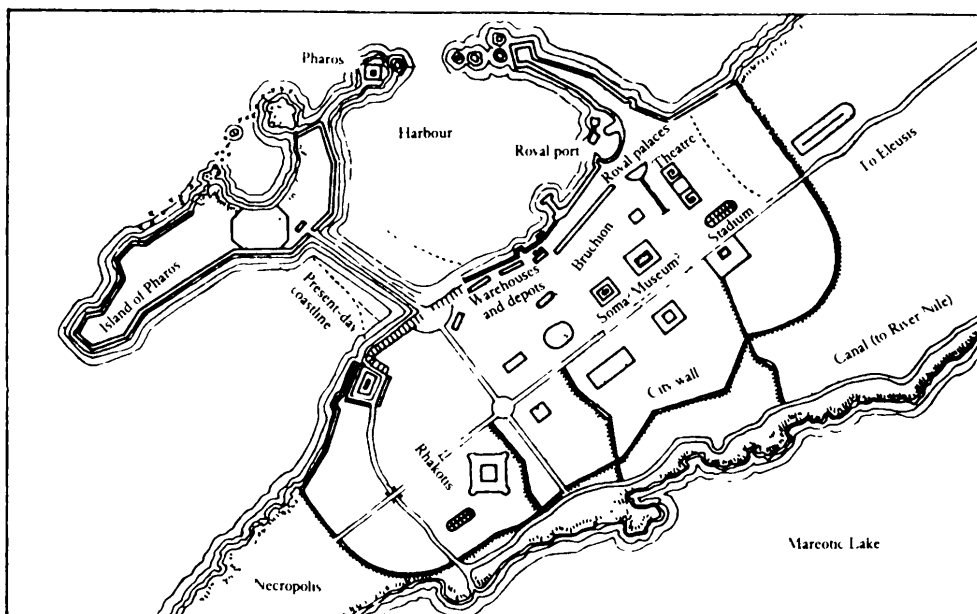 Pharos
Harbour
Royal port
Royal palaces
Theatre
To Eleusis
Stadium
Bruchion
Island of Pharos
Present-day
coastline
Warehouses
and depots
Soma
Museum?
Canal (to River Nile)
City wall
Rhakotis
Mareotic Lake
Necropolis